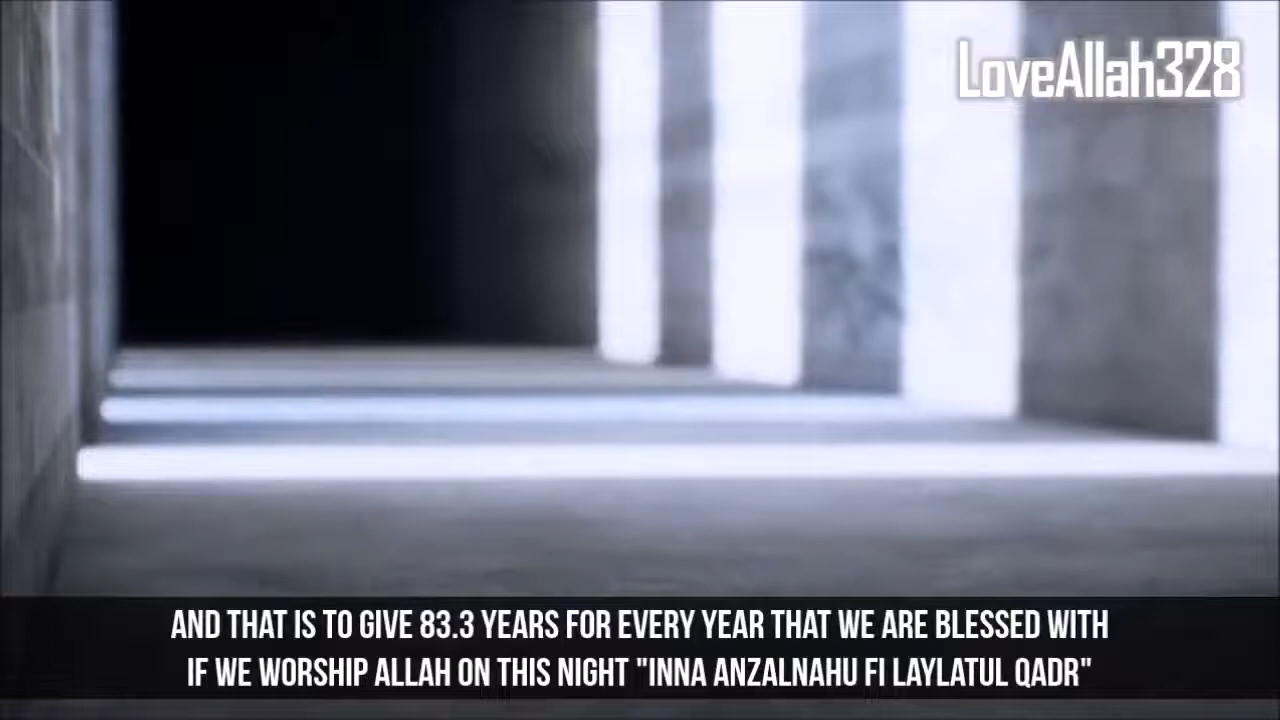 LoveAllah328
AND THAT IS TO GIVE 83.3 YEARS FOR EVERY YEAR THAT WE ARE BLESSED WITH
IF WE WORSHIP ALLAH ON THIS NIGHT "INNA ANZALNAHU FI LAYLATUL QADR"